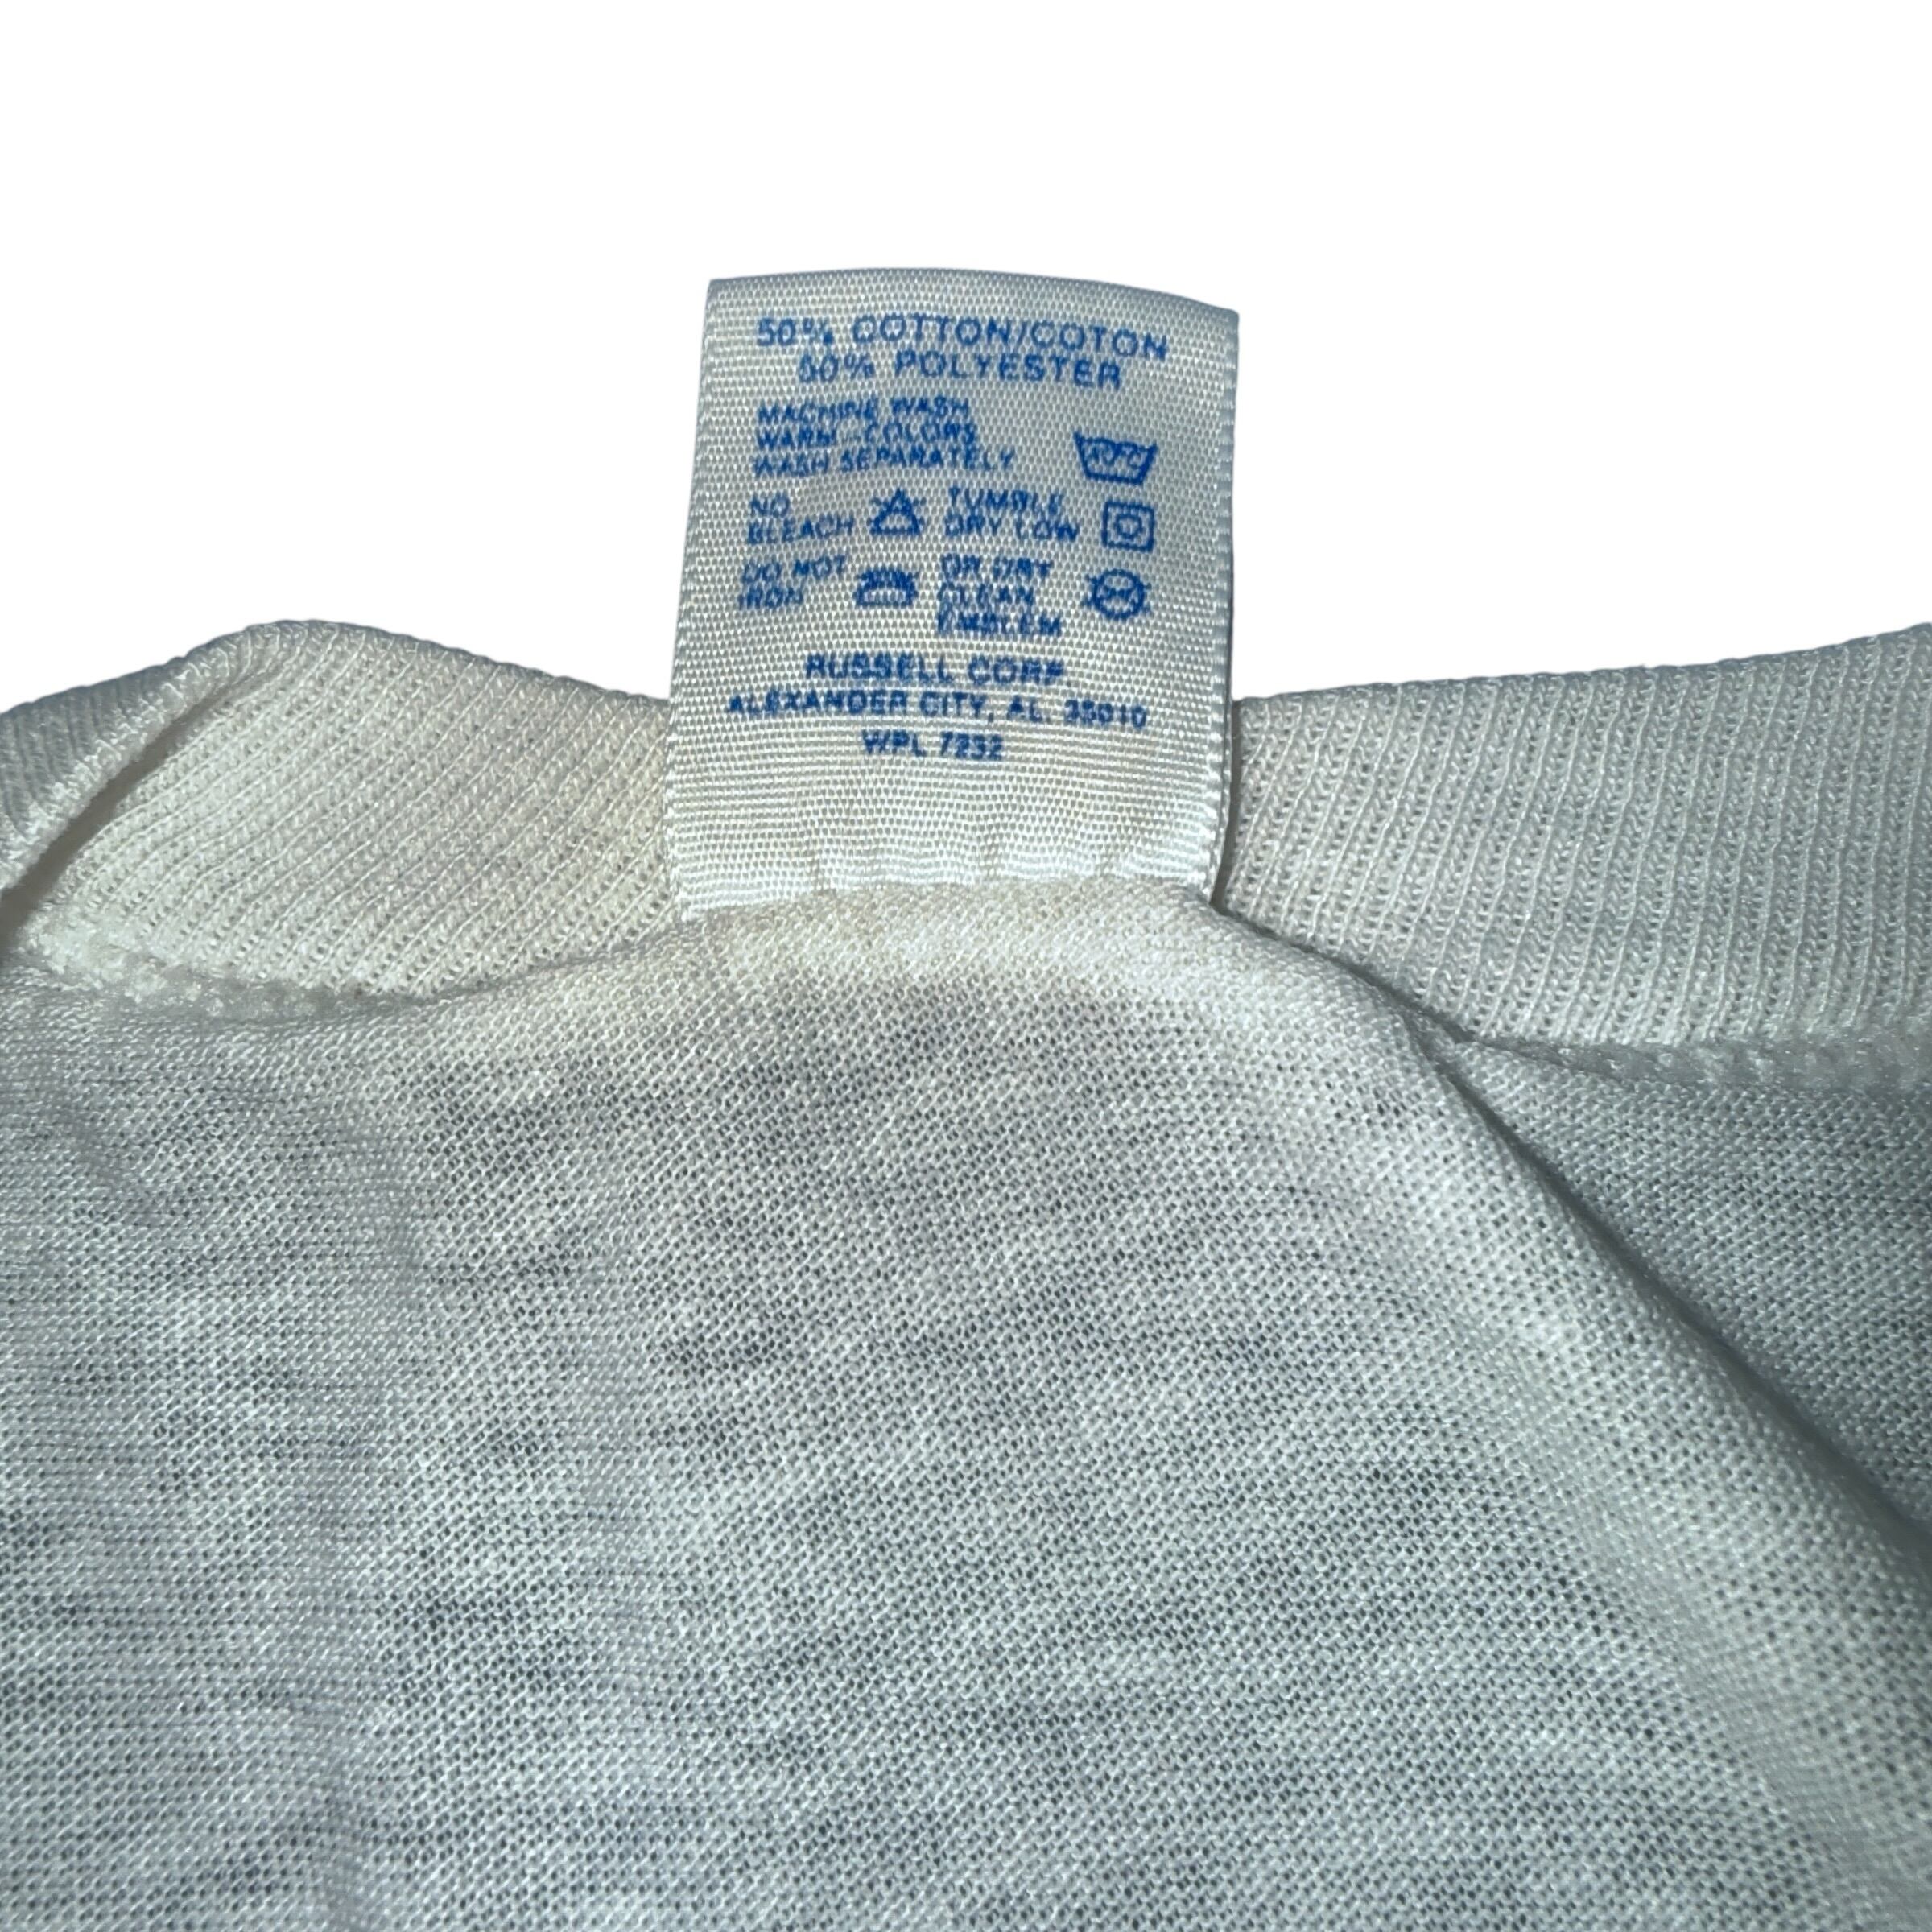 50% COTTON/COTON
50% POLYESTER
MACHINE WASH
WARM-COLORS
WASH SEPARATELY
NO
BLEACH
TUMBLE
DRY LOW
DO NOT
IRON
OR DRY
CLEAN
EMBLEM
RUSSELL CORP
ALEXANDER CITY, AL 35010
WPL 7232